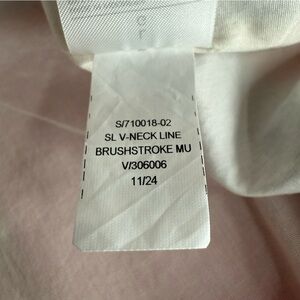 S/710018-02
SL V-NECK LINE
BRUSHSTROKE MU
V/306006
11/24